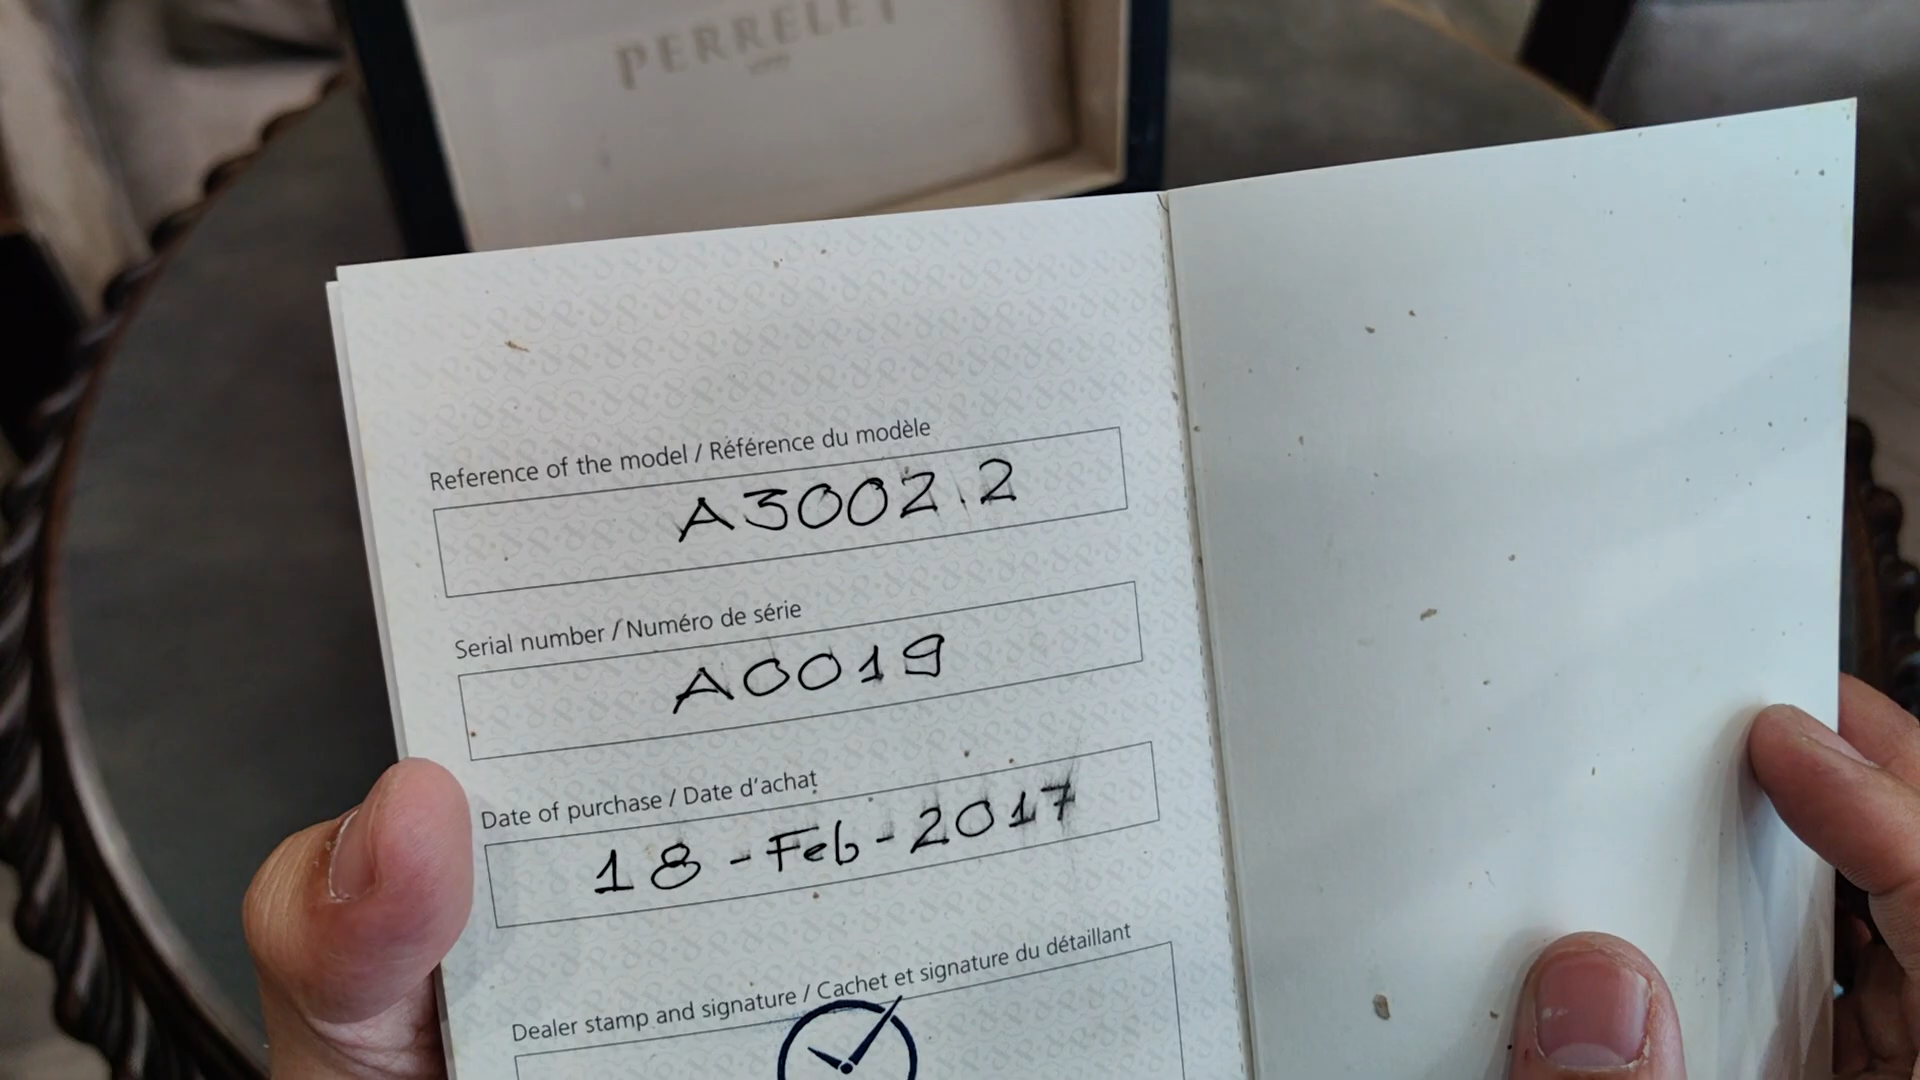 PERRELET
Reference of the model / Référence du modèle
A3002.2
Serial number / Numéro de série
A0019
Date of purchase / Date d'achat
18-Feb-2017
Dealer stamp and signature / Cachet et signature du détaillant